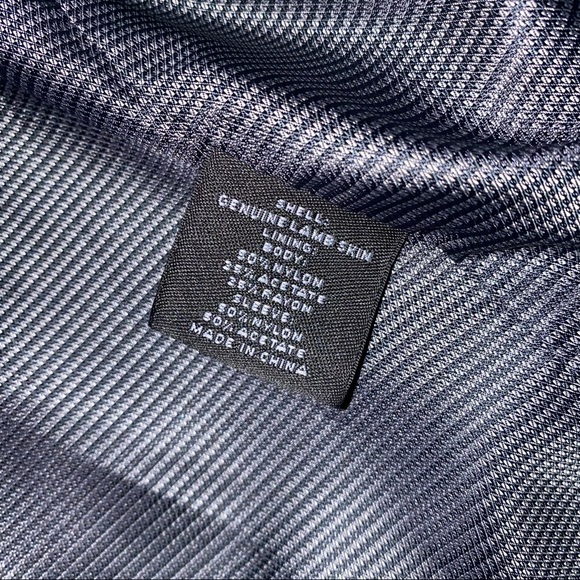 SHELL:
GENUINE LAMB SKIN
LINING:
BODY:
50% NYLON
25% ACETATE
25% RAYON
SLEEVE:
50% NYLON
50% ACETATE
MADE IN CHINA